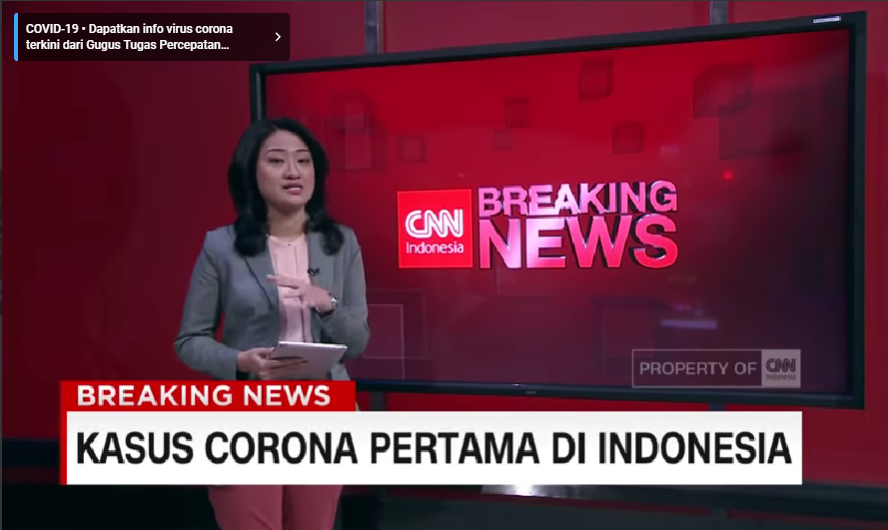 COVID-19 • Dapatkan info virus corona
terkini dari Gugus Tugas Percepatan...
CNN
Indonesia
BREAKING
NEWS
PROPERTY OF CNN
Indonesia
BREAKING NEWS
KASUS CORONA PERTAMA DI INDONESIA